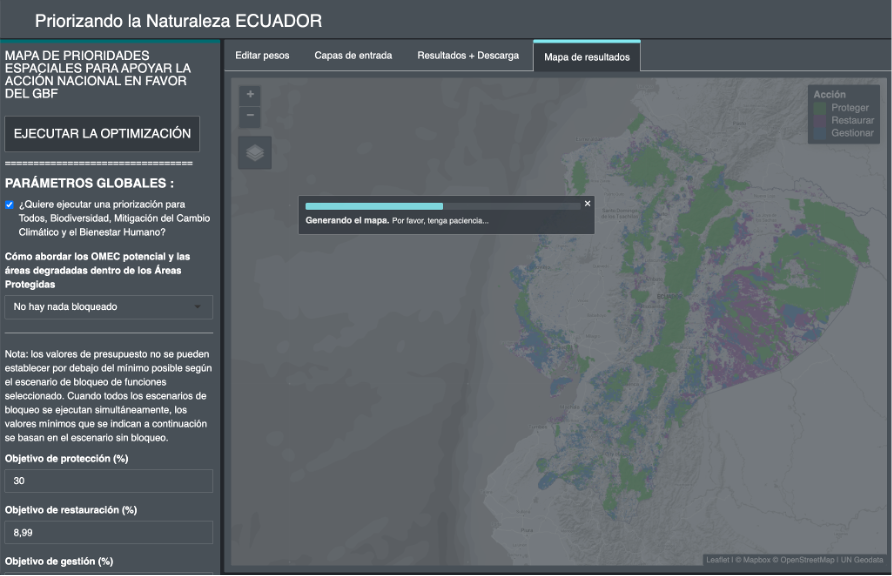 Priorizando la Naturaleza ECUADOR
MAPA DE PRIORIDADES
ESPACIALES PARA APOYAR LA
ACCIÓN NACIONAL EN FAVOR
DEL GBF
EJECUTAR LA OPTIMIZACIÓN
=================================
PARÁMETROS GLOBALES :
¿Quiere ejecutar una priorización para
Todos, Biodiversidad, Mitigación del Cambio
Climático y el Bienestar Humano?
Cómo abordar los OMEC potencial y las
áreas degradadas dentro de los Áreas
Protegidas
No hay nada bloqueado
Nota: los valores de presupuesto no se pueden
establecer por debajo del mínimo posible según
el escenario de bloqueo de funciones
seleccionado. Cuando todos los escenarios de
bloqueo se ejecutan simultáneamente, los
valores mínimos que se indican a continuación
se basan en el escenario sin bloqueo.
Objetivo de protección (%)
30
Objetivo de restauración (%)
8,99
Objetivo de gestión (%)
Editar pesos
Capas de entrada
Resultados + Descarga
Mapa de resultados
+
−
Acción
Proteger
Restaurar
Gestionar
×
Generando el mapa. Por favor, tenga paciencia...
Leaflet | © Mapbox © OpenStreetMap | UN Geodata